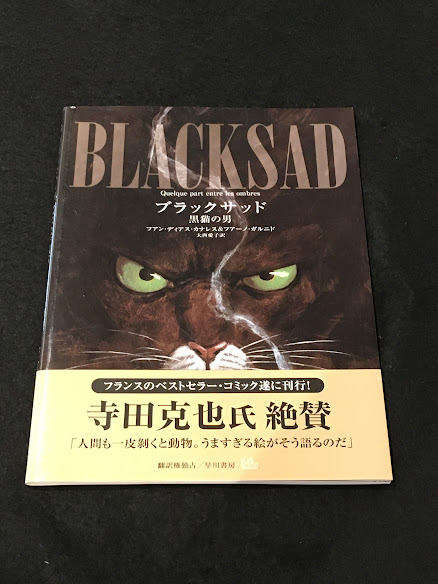 BLACKSAD
Quelque part entre les ombres
ブラックサッド
黒猫の男
フアン・ディアス・カナレス&フアーノ・ガルニド
大西愛子訳
フランスのベストセラー・コミック遂に刊行!
寺田克也氏 絶賛
「人間も一皮剝くと動物。うますぎる絵がそう語るのだ」
翻訳権独占/早川書房